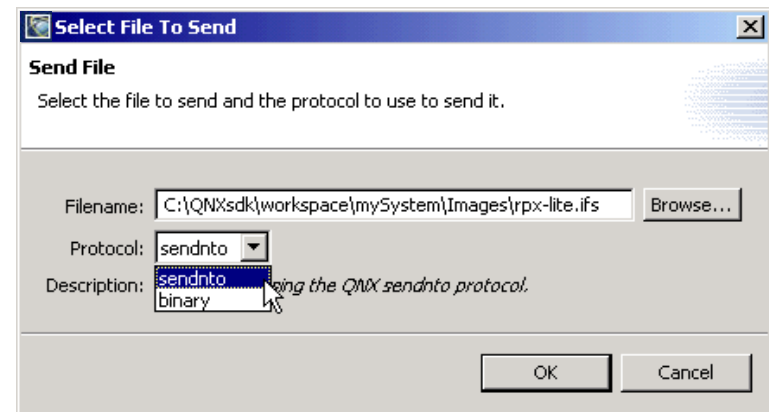 Select File To Send
Send File
Select the file to send and the protocol to use to send it.
Filename: C:\QNXsdk\workspace\mySystem\Images\rpx-lite.ifs Browse...
Protocol: sendnto
Description: sendnto the QNX sendnto protocol.
binary
OK Cancel